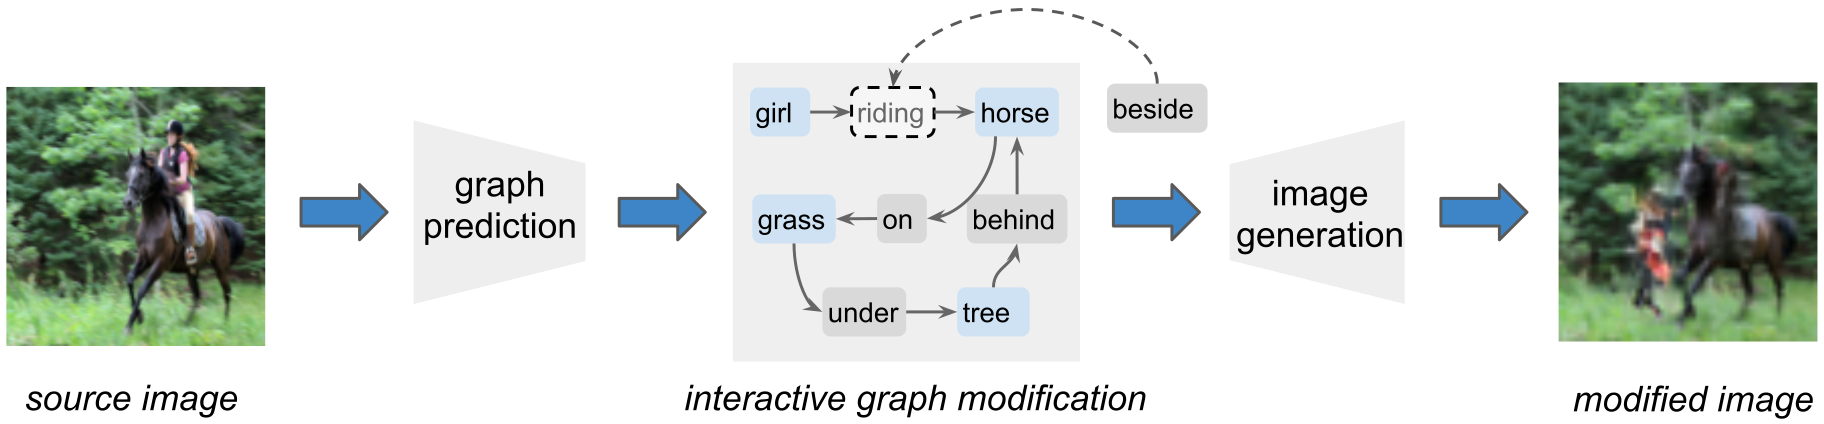 girl
riding
horse
beside
graph
prediction
grass
on
behind
image
generation
under
tree
source image
interactive graph modification
modified image